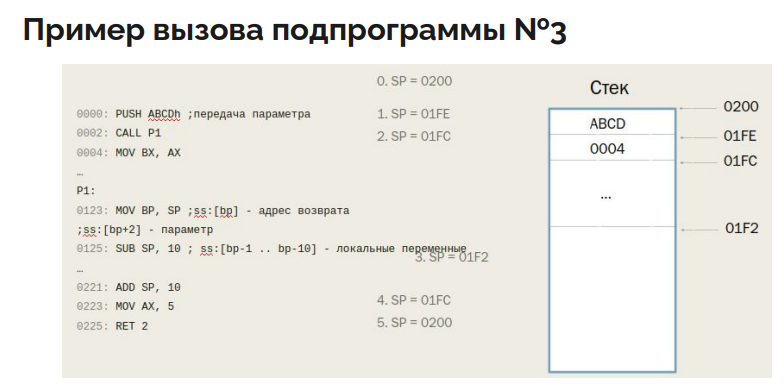 Пример вызова подпрограммы №3
0. SP = 0200
0000: PUSH ABCDh ;передача параметра
1. SP = 01FE
0002: CALL P1
2. SP = 01FC
0004: MOV BX, AX
…
P1:
0123: MOV BP, SP ;ss:[bp] - адрес возврата
;ss:[bp+2] - параметр
0125: SUB SP, 10 ; ss:[bp-1 .. bp-10] - локальные переменные
3. SP = 01F2
…
0221: ADD SP, 10
4. SP = 01FC
0223: MOV AX, 5
5. SP = 0200
0225: RET 2
Стек
0200
ABCD
01FE
0004
01FC
...
01F2